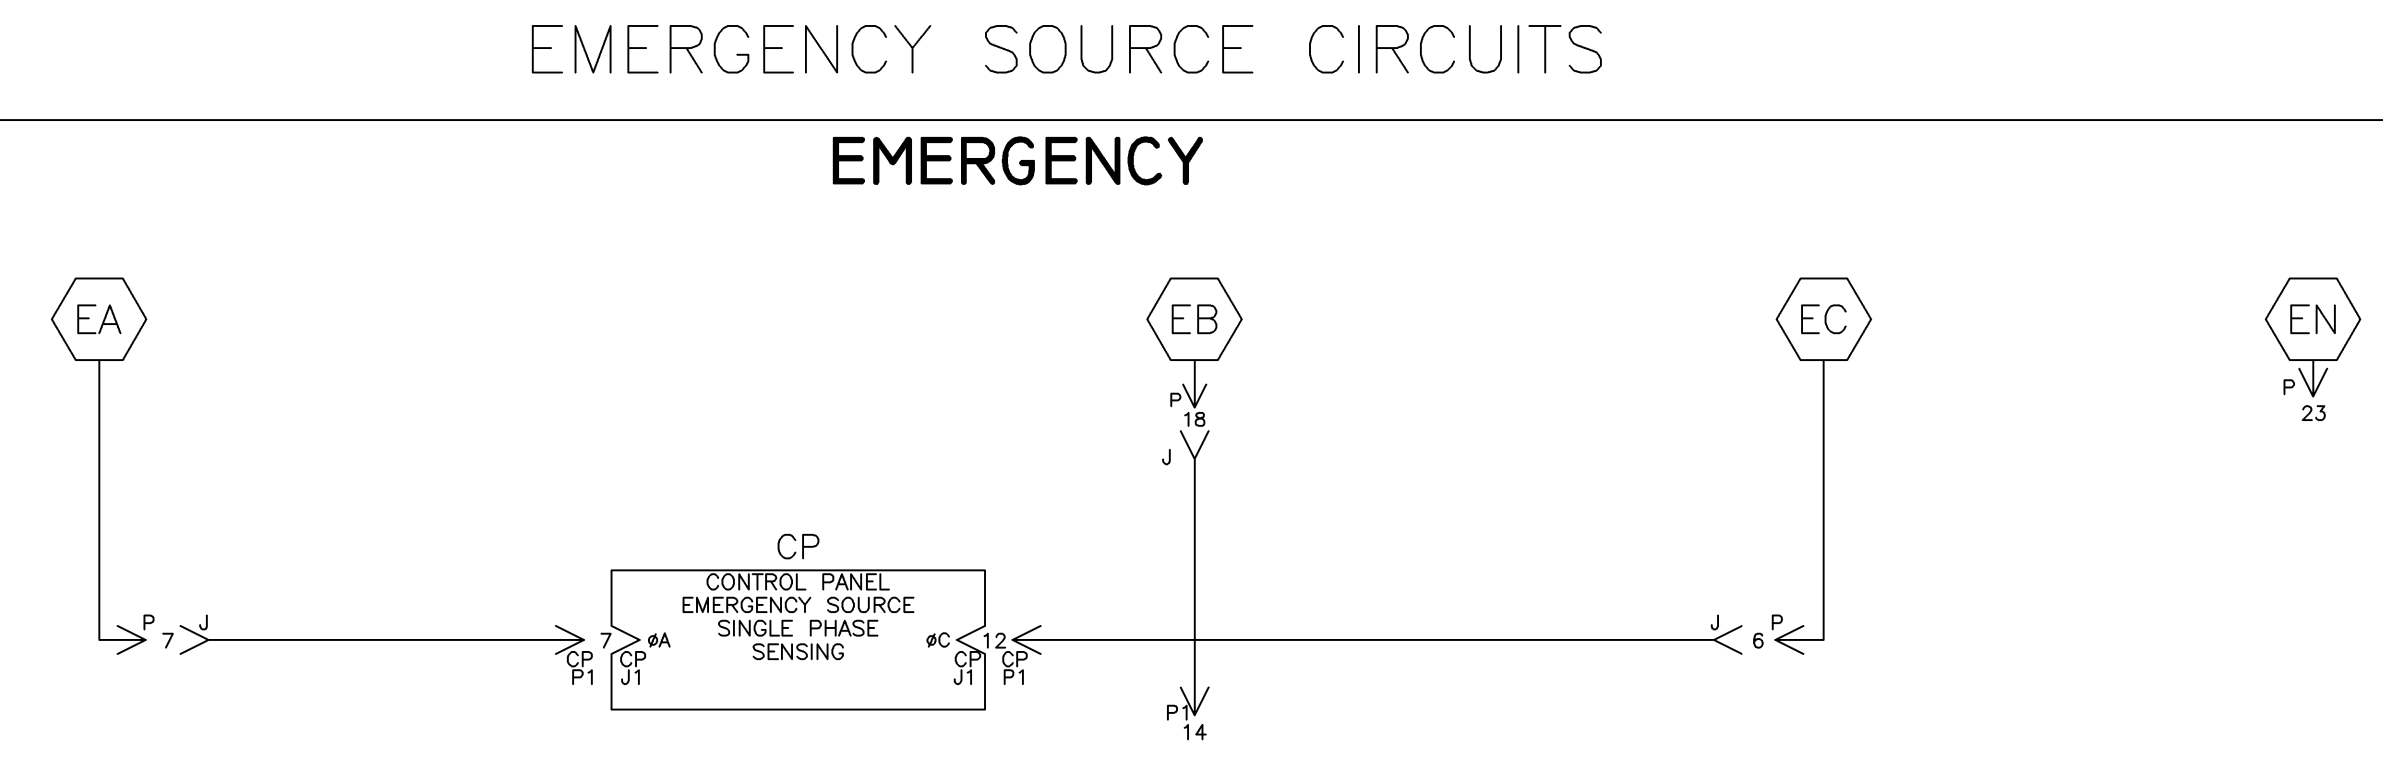 EMERGENCY SOURCE CIRCUITS
EMERGENCY
EA
EB
EC
EN
P
18
J
P
23
CP
CONTROL PANEL
EMERGENCY SOURCE
SINGLE PHASE
SENSING
P 7 J
7 øA
CP CP
P1 J1
øC 12
CP CP
J1 P1
J 6 P
P1
14